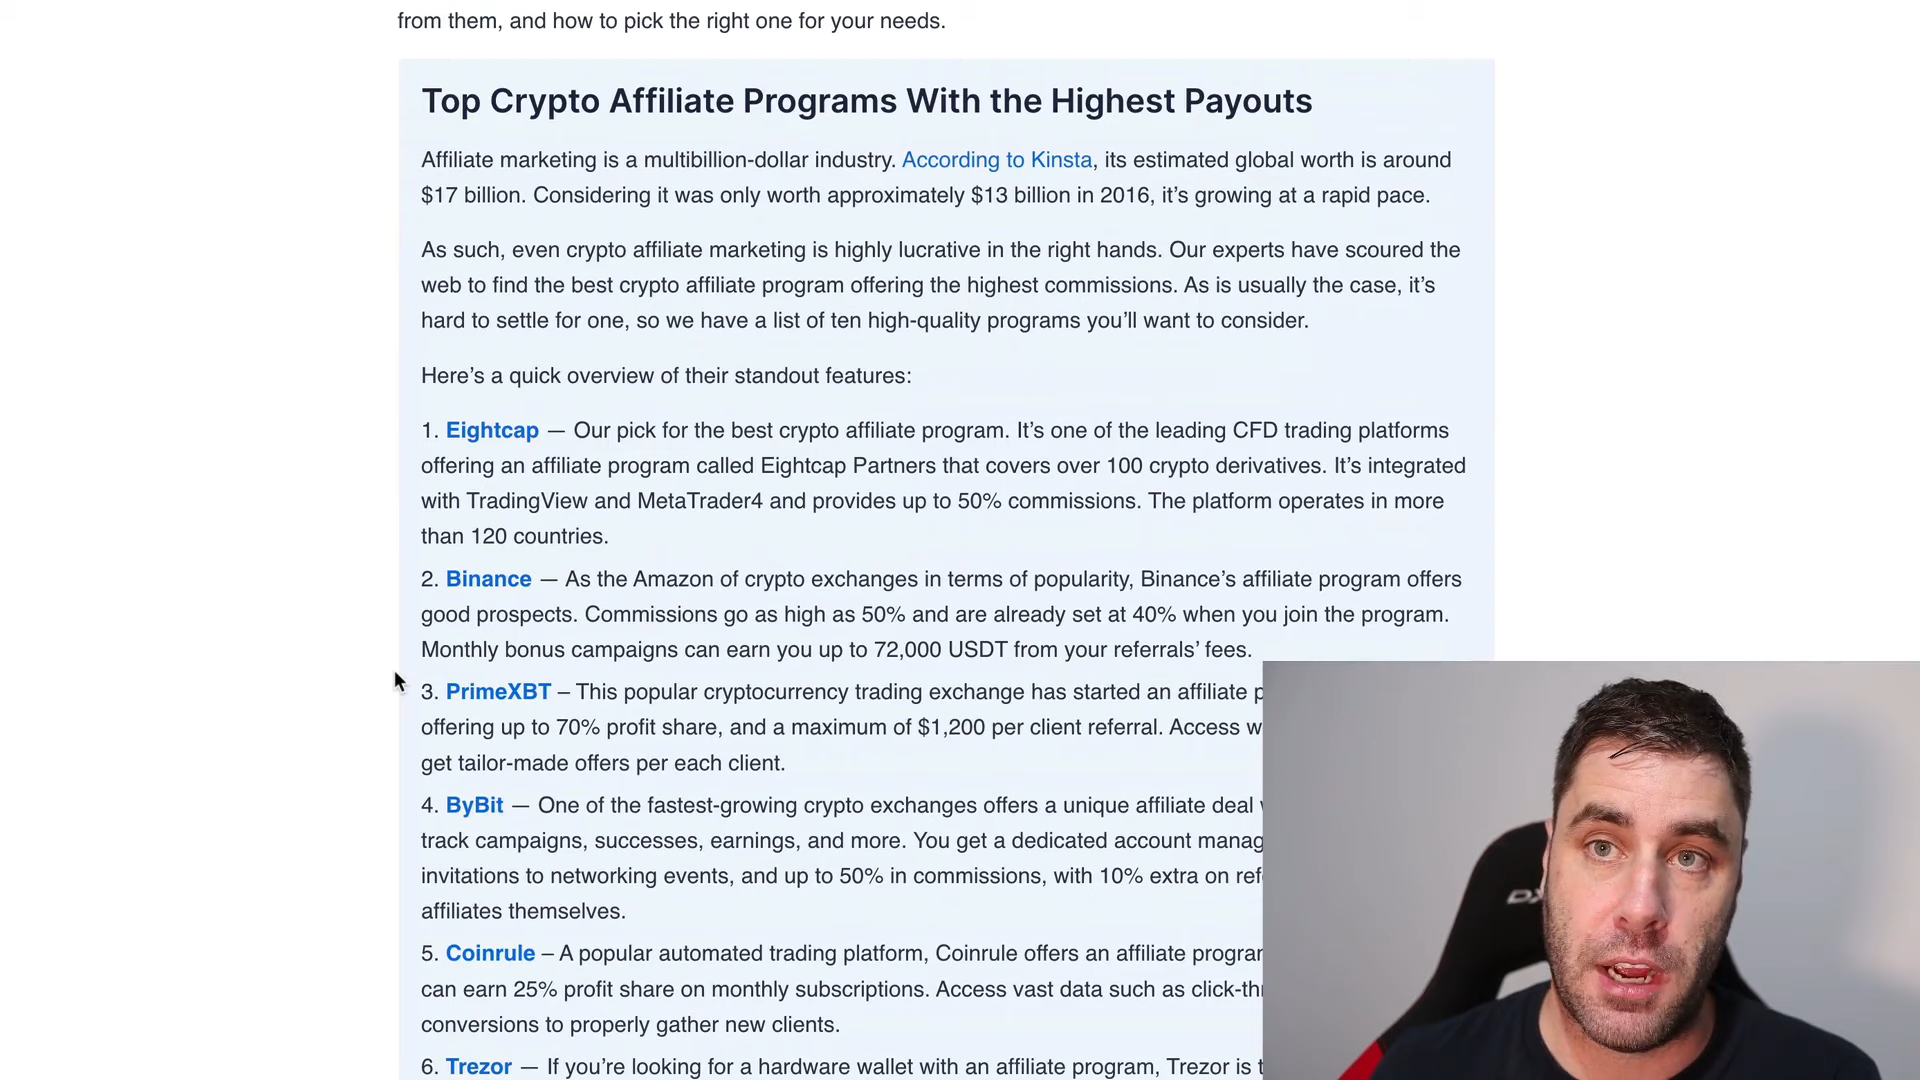 from them, and how to pick the right one for your needs.
Top Crypto Affiliate Programs With the Highest Payouts
Affiliate marketing is a multibillion-dollar industry. According to Kinsta, its estimated global worth is around
$17 billion. Considering it was only worth approximately $13 billion in 2016, it’s growing at a rapid pace.
As such, even crypto affiliate marketing is highly lucrative in the right hands. Our experts have scoured the
web to find the best crypto affiliate program offering the highest commissions. As is usually the case, it’s
hard to settle for one, so we have a list of ten high-quality programs you’ll want to consider.
Here’s a quick overview of their standout features:
1. Eightcap — Our pick for the best crypto affiliate program. It’s one of the leading CFD trading platforms
offering an affiliate program called Eightcap Partners that covers over 100 crypto derivatives. It’s integrated
with TradingView and MetaTrader4 and provides up to 50% commissions. The platform operates in more
than 120 countries.
2. Binance — As the Amazon of crypto exchanges in terms of popularity, Binance’s affiliate program offers
good prospects. Commissions go as high as 50% and are already set at 40% when you join the program.
Monthly bonus campaigns can earn you up to 72,000 USDT from your referrals’ fees.
3. PrimeXBT – This popular cryptocurrency trading exchange has started an affiliate
offering up to 70% profit share, and a maximum of $1,200 per client referral. Access
get tailor-made offers per each client.
4. ByBit — One of the fastest-growing crypto exchanges offers a unique affiliate deal
track campaigns, successes, earnings, and more. You get a dedicated account
invitations to networking events, and up to 50% in commissions, with 10% extra on
affiliates themselves.
5. Coinrule – A popular automated trading platform, Coinrule offers an affiliate
can earn 25% profit share on monthly subscriptions. Access vast data such as
conversions to properly gather new clients.
6. Trezor — If you’re looking for a hardware wallet with an affiliate program, Trezor is